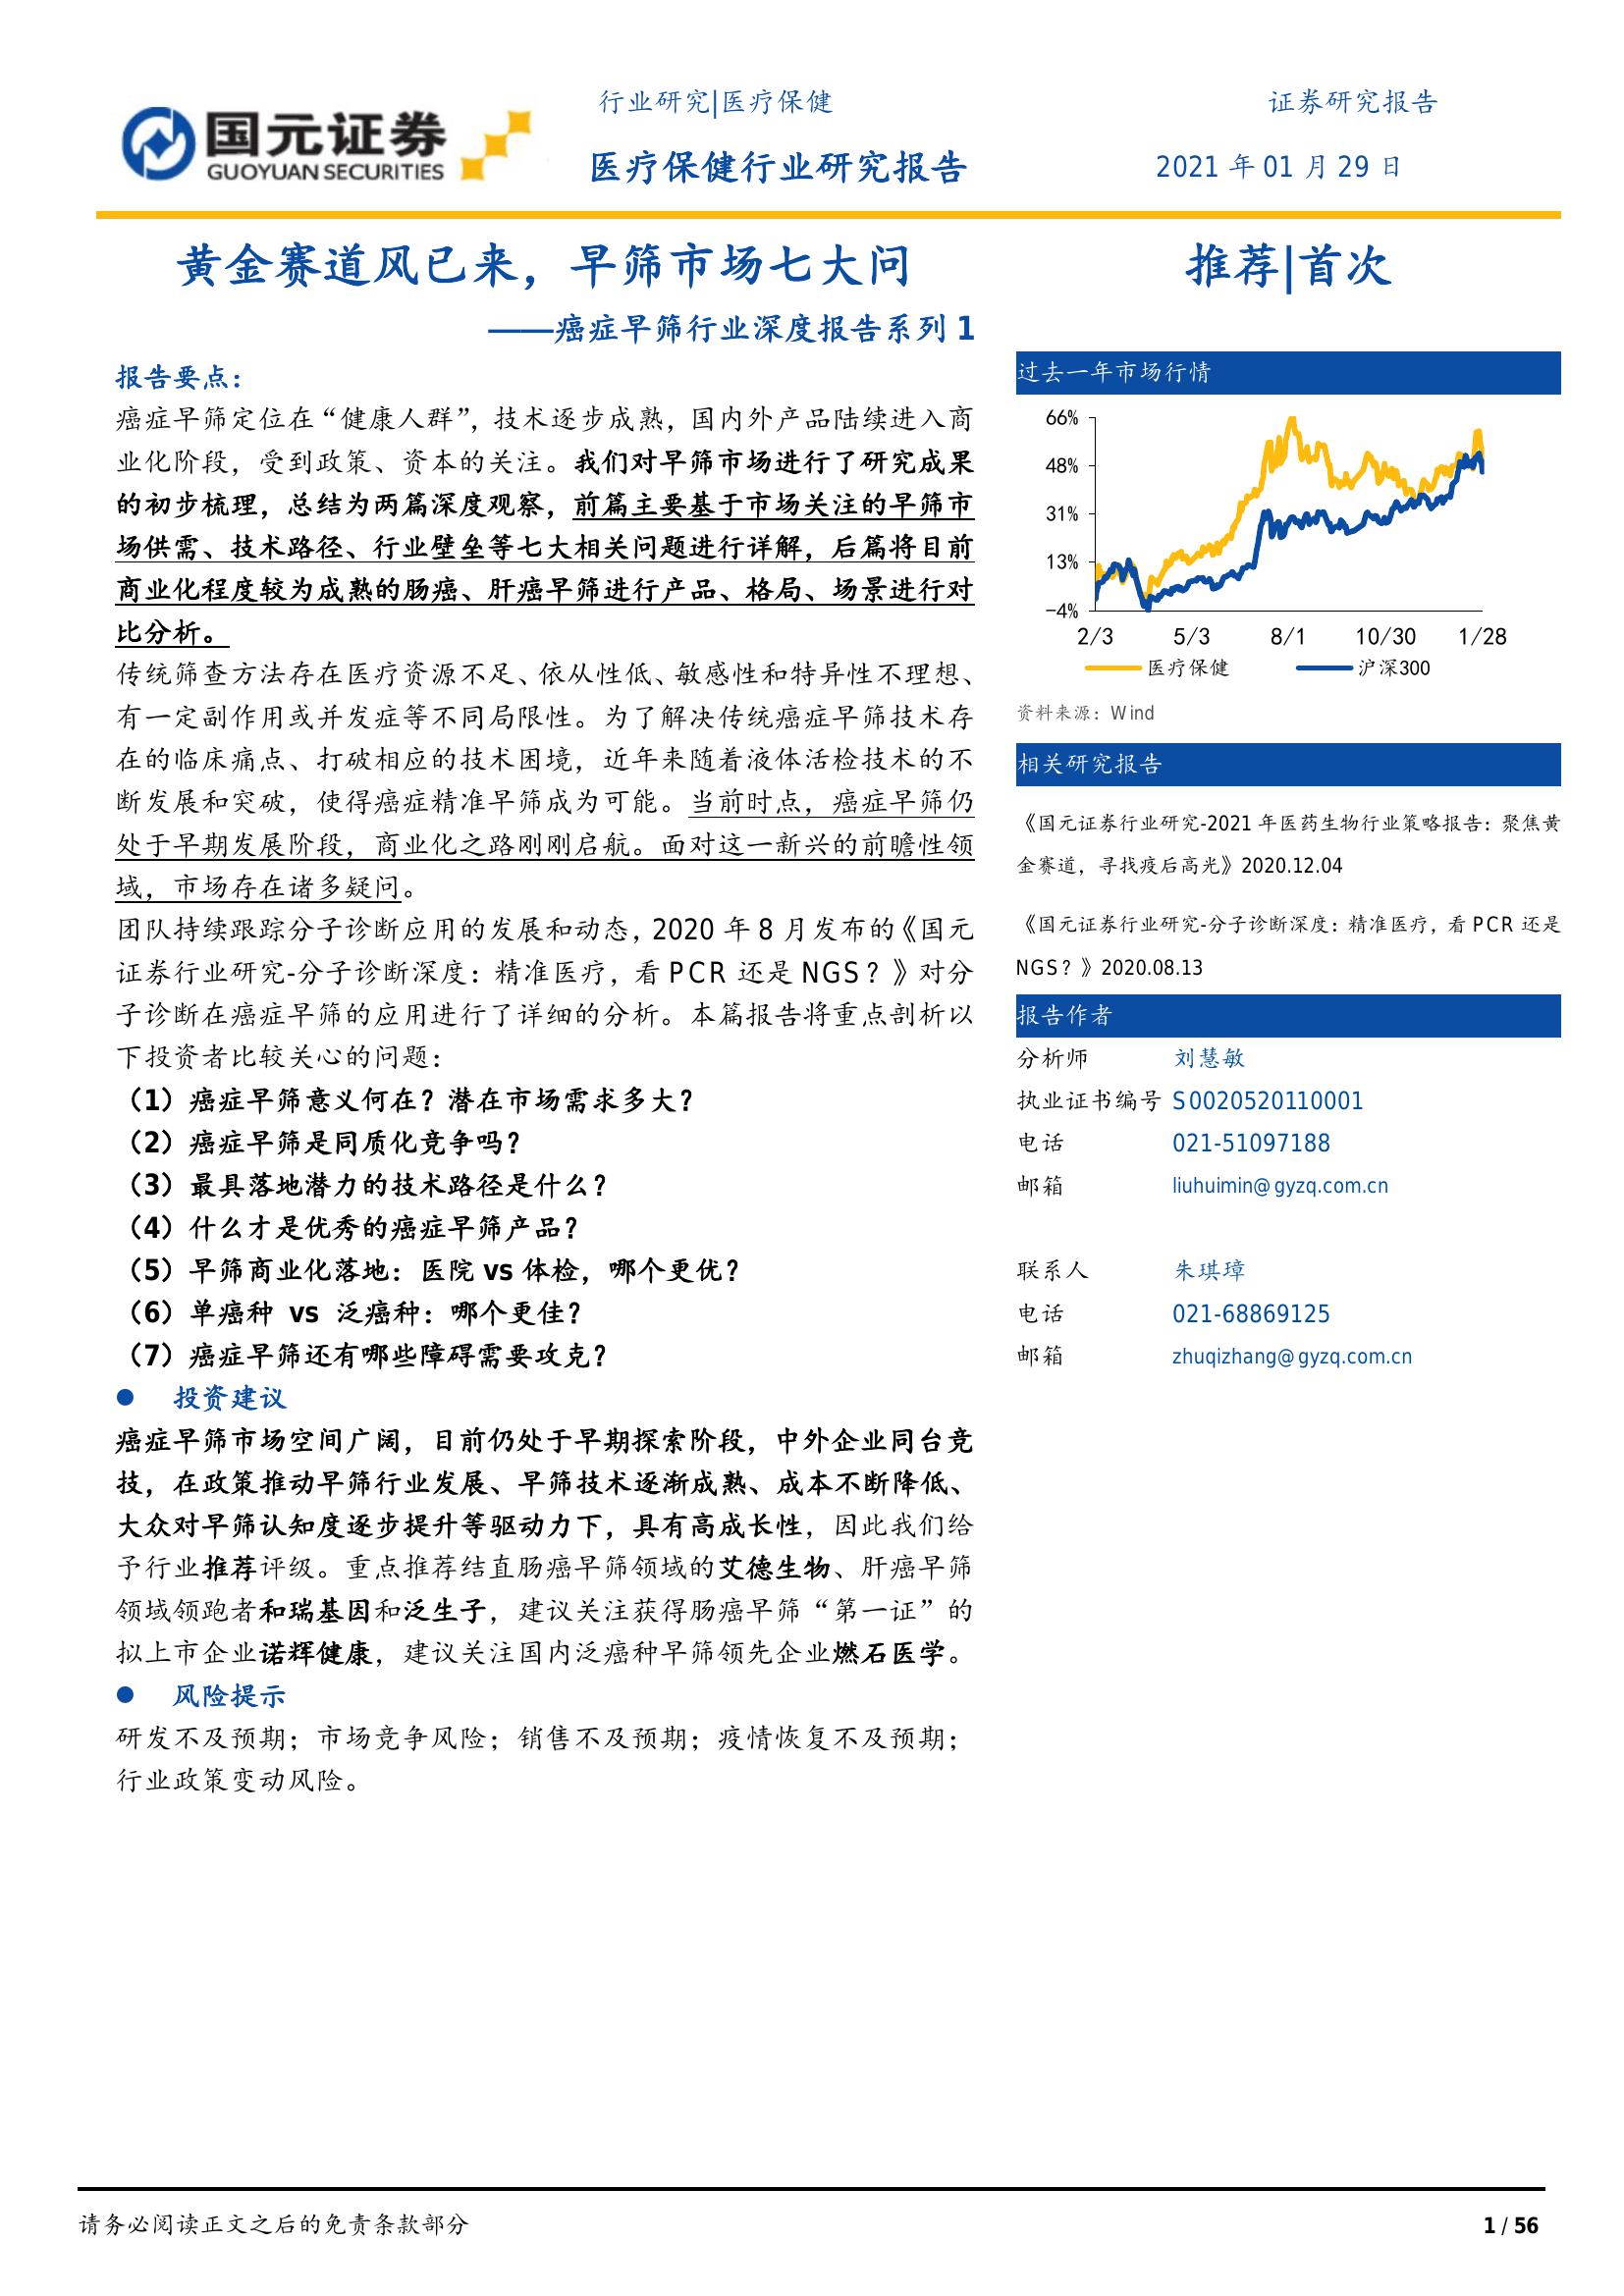 国元证券
GUOYUAN SECURITIES
行业研究|医疗保健
证券研究报告
医疗保健行业研究报告
2021 年 01 月 29 日
黄金赛道风已来，早筛市场七大问
——癌症早筛行业深度报告系列 1
报告要点：
癌症早筛定位在“健康人群”，技术逐步成熟，国内外产品陆续进入商
业化阶段，受到政策、资本的关注。我们对早筛市场进行了研究成果
的初步梳理，总结为两篇深度观察，前篇主要基于市场关注的早筛市
场供需、技术路径、行业壁垒等七大相关问题进行详解，后篇将目前
商业化程度较为成熟的肠癌、肝癌早筛进行产品、格局、场景进行对
比分析。
传统筛查方法存在医疗资源不足、依从性低、敏感性和特异性不理想、
有一定副作用或并发症等不同局限性。为了解决传统癌症早筛技术存
在的临床痛点、打破相应的技术困境，近年来随着液体活检技术的不
断发展和突破，使得癌症精准早筛成为可能。当前时点，癌症早筛仍
处于早期发展阶段，商业化之路刚刚启航。面对这一新兴的前瞻性领
域，市场存在诸多疑问。
团队持续跟踪分子诊断应用的发展和动态，2020 年 8 月发布的《国元
证券行业研究-分子诊断深度：精准医疗，看 PCR 还是 NGS？》对分
子诊断在癌症早筛的应用进行了详细的分析。本篇报告将重点剖析以
下投资者比较关心的问题：
（1）癌症早筛意义何在？潜在市场需求多大？
（2）癌症早筛是同质化竞争吗？
（3）最具落地潜力的技术路径是什么？
（4）什么才是优秀的癌症早筛产品？
（5）早筛商业化落地：医院 vs 体检，哪个更优？
（6）单癌种 vs 泛癌种：哪个更佳？
（7）癌症早筛还有哪些障碍需要攻克？
● 投资建议
癌症早筛市场空间广阔，目前仍处于早期探索阶段，中外企业同台竞
技，在政策推动早筛行业发展、早筛技术逐渐成熟、成本不断降低、
大众对早筛认知度逐步提升等驱动力下，具有高成长性，因此我们给
予行业推荐评级。重点推荐结直肠癌早筛领域的艾德生物、肝癌早筛
领域领跑者和瑞基因和泛生子，建议关注获得肠癌早筛“第一证”的
拟上市企业诺辉健康，建议关注国内泛癌种早筛领先企业燃石医学。
● 风险提示
研发不及预期；市场竞争风险；销售不及预期；疫情恢复不及预期；
行业政策变动风险。
推荐|首次
过去一年市场行情
66%
48%
31%
13%
-4%
2/3 5/3 8/1 10/30 1/28
医疗保健 沪深300
资料来源：Wind
相关研究报告
《国元证券行业研究-2021 年医药生物行业策略报告：聚焦黄
金赛道，寻找疫后高光》2020.12.04
《国元证券行业研究-分子诊断深度：精准医疗，看 PCR 还是
NGS？》2020.08.13
报告作者
分析师 刘慧敏
执业证书编号 S0020520110001
电话 021-51097188
邮箱 liuhuimin@gyzq.com.cn
联系人 朱琪璋
电话 021-68869125
邮箱 zhuqizhang@gyzq.com.cn
请务必阅读正文之后的免责条款部分
1 / 56